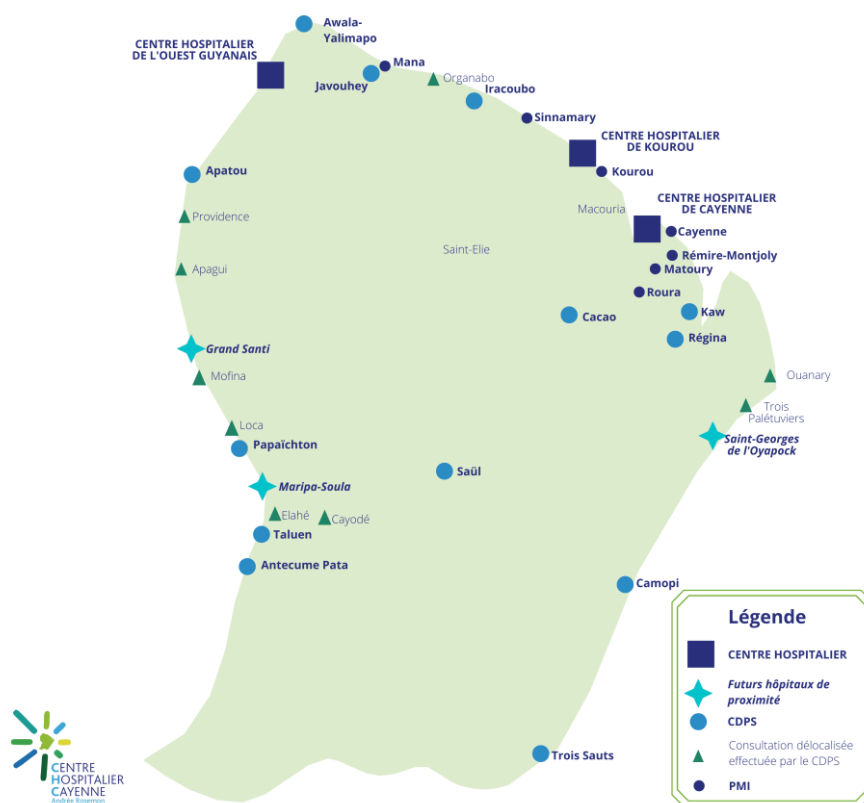 Awala-
Yalimapo
CENTRE HOSPITALIER
DE L'OUEST GUYANAIS
Mana
Javouhey
Organabo
Iracoubo
Sinnamary
CENTRE HOSPITALIER
DE KOUROU
Kourou
Apatou
Macouria
CENTRE HOSPITALIER
DE CAYENNE
Providence
Cayenne
Saint-Elie
Rémire-Montjoly
Matoury
Apagui
Roura
Kaw
Cacao
Régina
Grand Santi
Mofina
Ouanary
Trois
Palétuviers
Loca
Papaïchton
Saint-Georges
de l'Oyapock
Saül
Maripa-Soula
Elahé
Cayodé
Taluen
Antecume Pata
Camopi
Trois Sauts
Légende
CENTRE HOSPITALIER
Futurs hôpitaux de
proximité
CDPS
Consultation délocalisée
effectuée par le CDPS
PMI
CENTRE
HOSPITALIER
CAYENNE
Andrée Rosemon